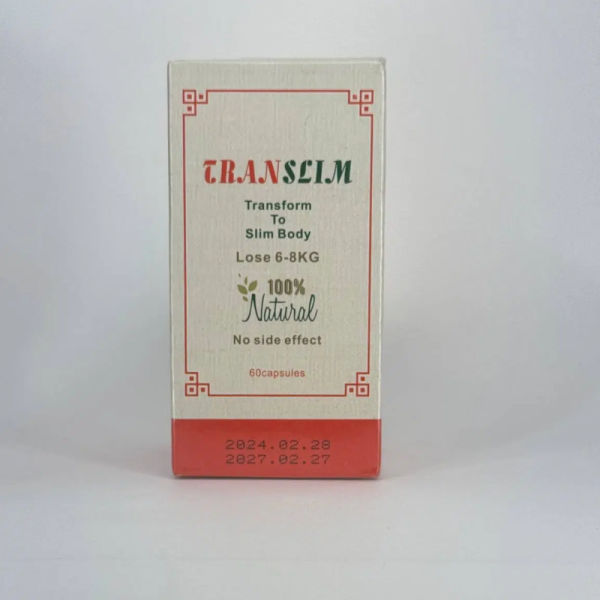 TRANSLIM
Transform
To
Slim Body
Lose 6-8KG
100%
Natural
No side effect
60capsules
2024.02.28
2027.02.27